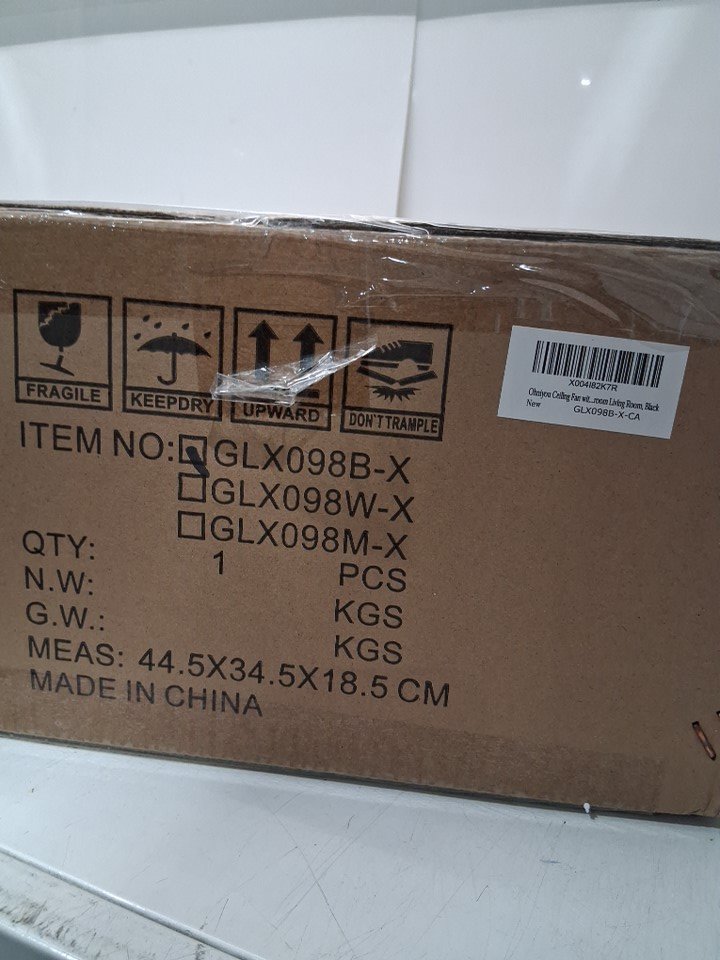 FRAGILE
KEEPDRY
UPWARD
DON'T TRAMPLE
X004I82K7R
Ohniyou Ceiling Fan wit...room Living Room, Black
New
GLX098B-X-CA
ITEM NO: GLX098B-X
GLX098W-X
GLX098M-X
QTY: 1 PCS
N.W.: KGS
G.W.: KGS
MEAS: 44.5X34.5X18.5 CM
MADE IN CHINA